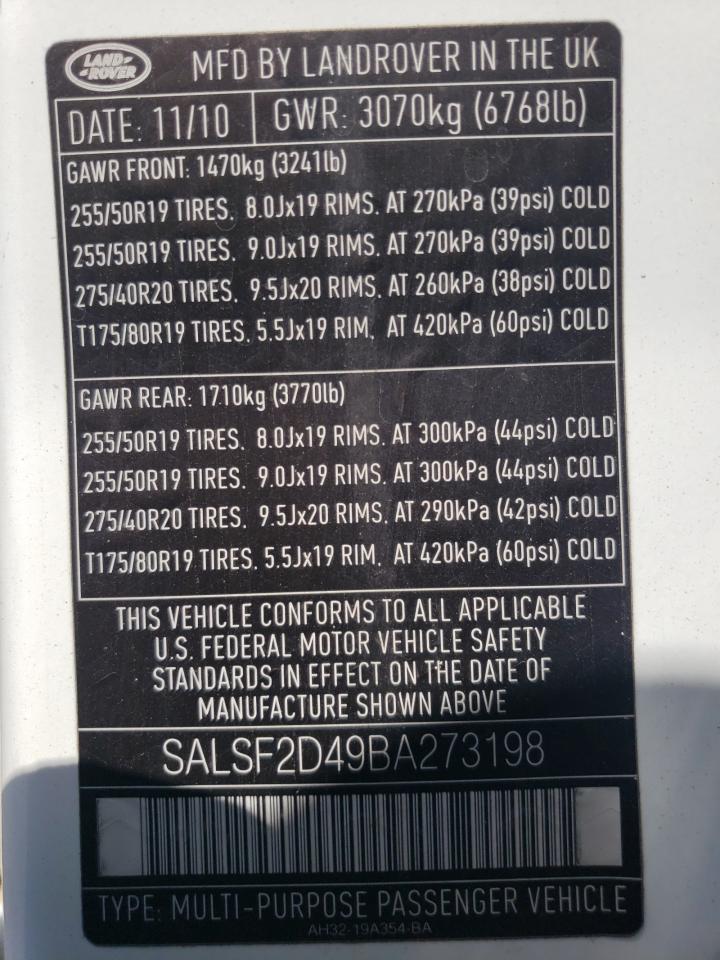 LAND-ROVER
MFD BY LANDROVER IN THE UK
DATE: 11/10 GWR: 3070kg (6768lb)
GAWR FRONT: 1470kg (3241lb)
255/50R19 TIRES, 8.0Jx19 RIMS, AT 270kPa (39psi) COLD
255/50R19 TIRES, 9.0Jx19 RIMS, AT 270kPa (39psi) COLD
275/40R20 TIRES, 9.5Jx20 RIMS, AT 260kPa (38psi) COLD
T175/80R19 TIRES, 5.5Jx19 RIM, AT 420kPa (60psi) COLD
GAWR REAR: 1710kg (3770lb)
255/50R19 TIRES, 8.0Jx19 RIMS, AT 300kPa (44psi) COLD
255/50R19 TIRES, 9.0Jx19 RIMS, AT 300kPa (44psi) COLD
275/40R20 TIRES, 9.5Jx20 RIMS, AT 290kPa (42psi) COLD
T175/80R19 TIRES, 5.5Jx19 RIM, AT 420kPa (60psi) COLD
THIS VEHICLE CONFORMS TO ALL APPLICABLE
U.S. FEDERAL MOTOR VEHICLE SAFETY
STANDARDS IN EFFECT ON THE DATE OF
MANUFACTURE SHOWN ABOVE
SALSF2D49BA273198
TYPE: MULTI-PURPOSE PASSENGER VEHICLE
AH32-19A354-BA